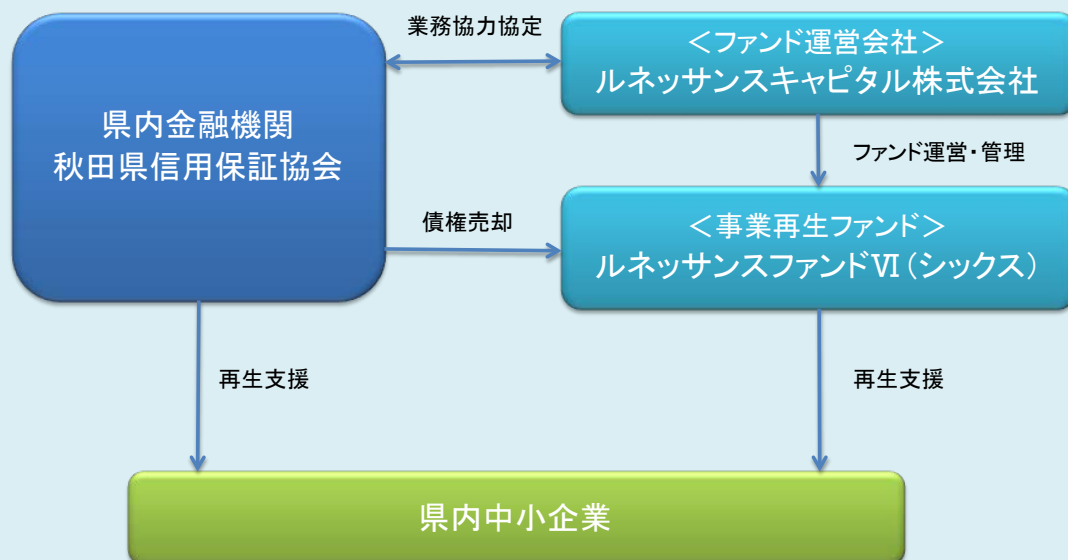 業務協力協定
＜ファンド運営会社＞
ルネッサンスキャピタル株式会社
県内金融機関
秋田県信用保証協会
ファンド運営・管理
債権売却
＜事業再生ファンド＞
ルネッサンスファンドⅥ（シックス）
再生支援
再生支援
県内中小企業